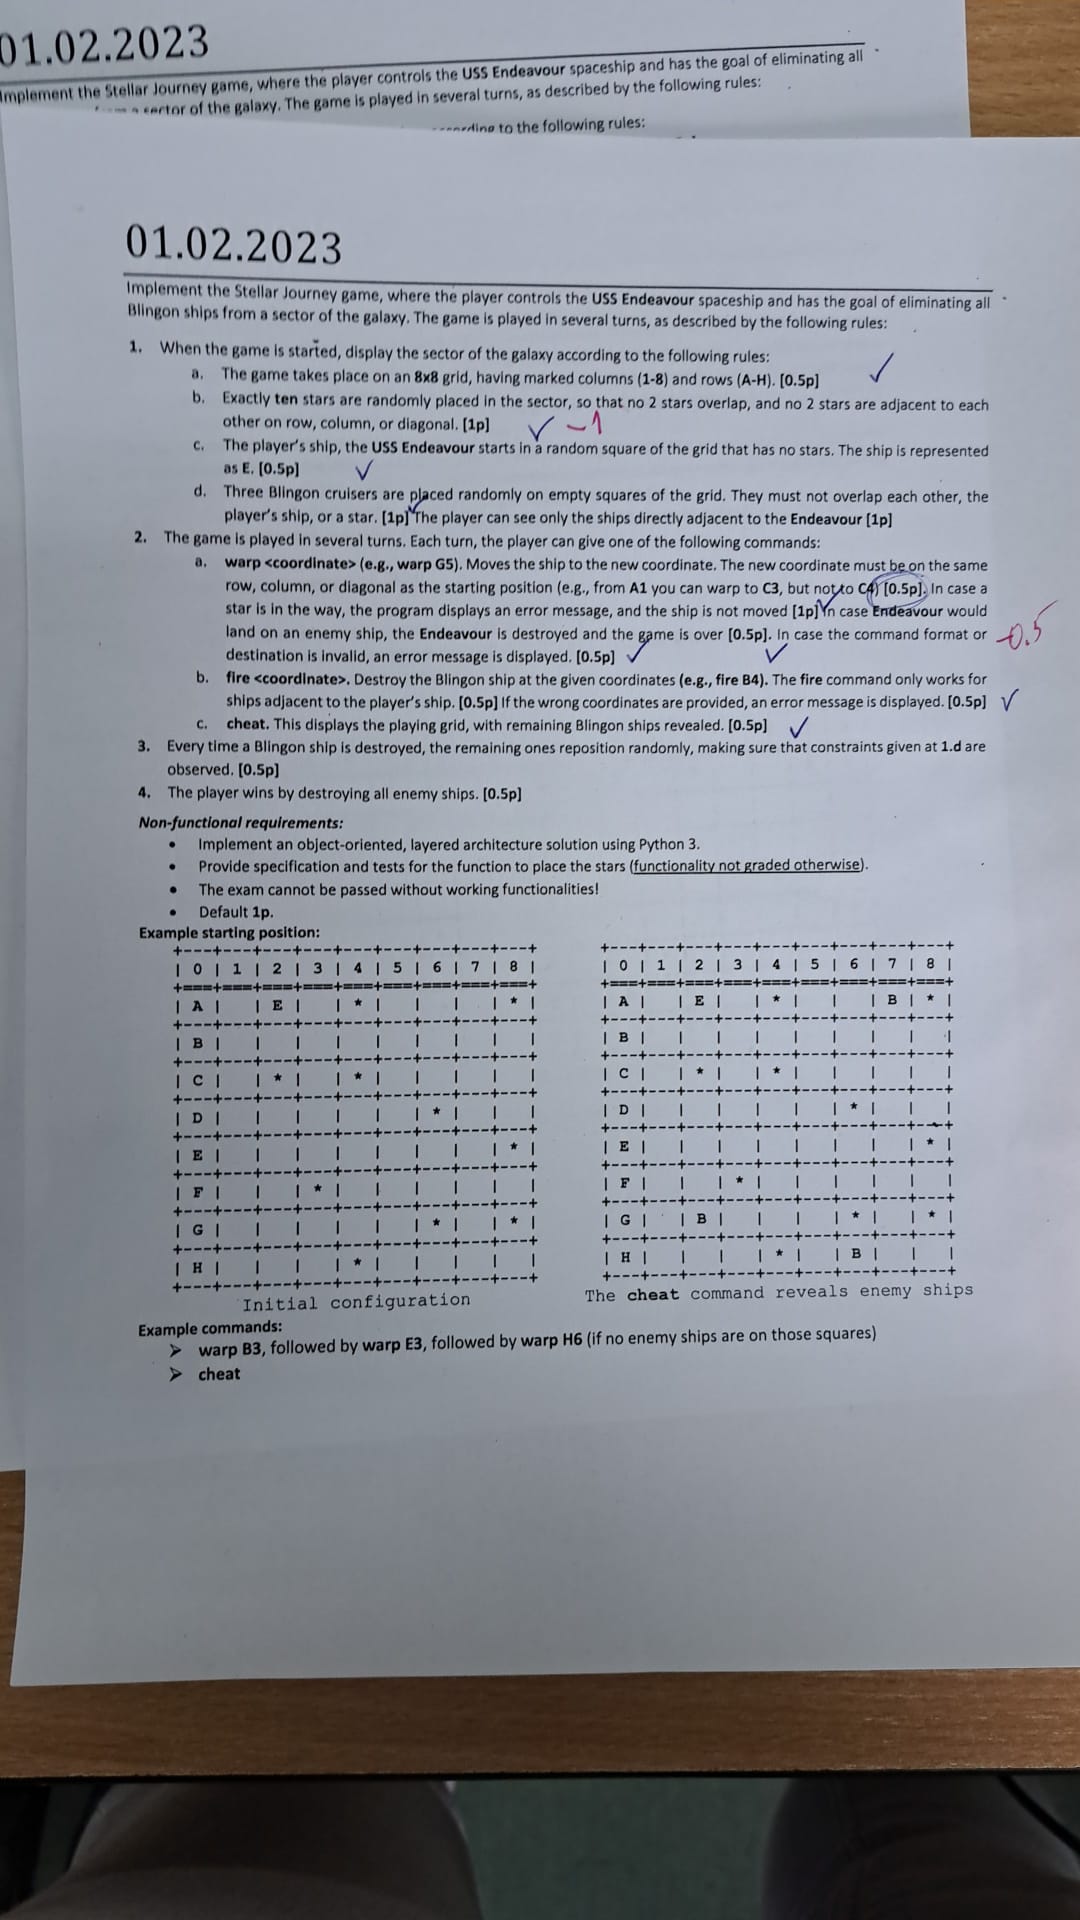 01.02.2023
Implement the Stellar Journey game, where the player controls the USS Endeavour spaceship and has the goal of eliminating all
sector of the galaxy. The game is played in several turns, as described by the following rules:
to the following rules:
01.02.2023
Implement the Stellar Journey game, where the player controls the USS Endeavour spaceship and has the goal of eliminating all
Blingon ships from a sector of the galaxy. The game is played in several turns, as described by the following rules:
1. When the game is started, display the sector of the galaxy according to the following rules:
a. The game takes place on an 8x8 grid, having marked columns (1-8) and rows (A-H). [0.5p]
b. Exactly ten stars are randomly placed in the sector, so that no 2 stars overlap, and no 2 stars are adjacent to each
other on row, column, or diagonal. [1p] -1
c. The player's ship, the USS Endeavour starts in a random square of the grid that has no stars. The ship is represented
as E. [0.5p]
d. Three Blingon cruisers are placed randomly on empty squares of the grid. They must not overlap each other, the
player's ship, or a star. [1p] The player can see only the ships directly adjacent to the Endeavour [1p]
2. The game is played in several turns. Each turn, the player can give one of the following commands:
a. warp <coordinate> (e.g., warp G5). Moves the ship to the new coordinate. The new coordinate must be on the same
row, column, or diagonal as the starting position (e.g., from A1 you can warp to C3, but not to C4) [0.5p]. In case a
star is in the way, the program displays an error message, and the ship is not moved [1p] In case Endeavour would
land on an enemy ship, the Endeavour is destroyed and the game is over [0.5p]. In case the command format or -0.5
destination is invalid, an error message is displayed. [0.5p]
b. fire <coordinate>. Destroy the Blingon ship at the given coordinates (e.g., fire B4). The fire command only works for
ships adjacent to the player's ship. [0.5p] If the wrong coordinates are provided, an error message is displayed. [0.5p]
c. cheat. This displays the playing grid, with remaining Blingon ships revealed. [0.5p]
3. Every time a Blingon ship is destroyed, the remaining ones reposition randomly, making sure that constraints given at 1.d are
observed. [0.5p]
4. The player wins by destroying all enemy ships. [0.5p]
Non-functional requirements:
• Implement an object-oriented, layered architecture solution using Python 3.
• Provide specification and tests for the function to place the stars (functionality not graded otherwise).
• The exam cannot be passed without working functionalities!
• Default 1p.
Example starting position:
+---+---+---+---+---+---+---+---+---+
| 0 | 1 | 2 | 3 | 4 | 5 | 6 | 7 | 8 |
+===+===+===+===+===+===+===+===+===+
| A |   | E |   | * |   |   |   | * |
+---+---+---+---+---+---+---+---+---+
| B |   |   |   |   |   |   |   |   |
+---+---+---+---+---+---+---+---+---+
| C |   | * |   | * |   |   |   |   |
+---+---+---+---+---+---+---+---+---+
| D |   |   |   |   |   | * |   |   |
+---+---+---+---+---+---+---+---+---+
| E |   |   |   |   |   |   |   | * |
+---+---+---+---+---+---+---+---+---+
| F |   |   | * |   |   |   |   |   |
+---+---+---+---+---+---+---+---+---+
| G |   |   |   |   |   | * |   | * |
+---+---+---+---+---+---+---+---+---+
| H |   |   |   | * |   |   |   |   |
+---+---+---+---+---+---+---+---+---+
Initial configuration
+---+---+---+---+---+---+---+---+---+
| 0 | 1 | 2 | 3 | 4 | 5 | 6 | 7 | 8 |
+===+===+===+===+===+===+===+===+===+
| A |   | E |   | * |   |   | B | * |
+---+---+---+---+---+---+---+---+---+
| B |   |   |   |   |   |   |   |   |
+---+---+---+---+---+---+---+---+---+
| C |   | * |   | * |   |   |   |   |
+---+---+---+---+---+---+---+---+---+
| D |   |   |   |   |   | * |   |   |
+---+---+---+---+---+---+---+---+---+
| E |   |   |   |   |   |   |   | * |
+---+---+---+---+---+---+---+---+---+
| F |   |   | * |   |   |   |   |   |
+---+---+---+---+---+---+---+---+---+
| G |   | B |   |   |   | * |   | * |
+---+---+---+---+---+---+---+---+---+
| H |   |   |   | * |   | B |   |   |
+---+---+---+---+---+---+---+---+---+
The cheat command reveals enemy ships
Example commands:
➢ warp B3, followed by warp E3, followed by warp H6 (if no enemy ships are on those squares)
➢ cheat